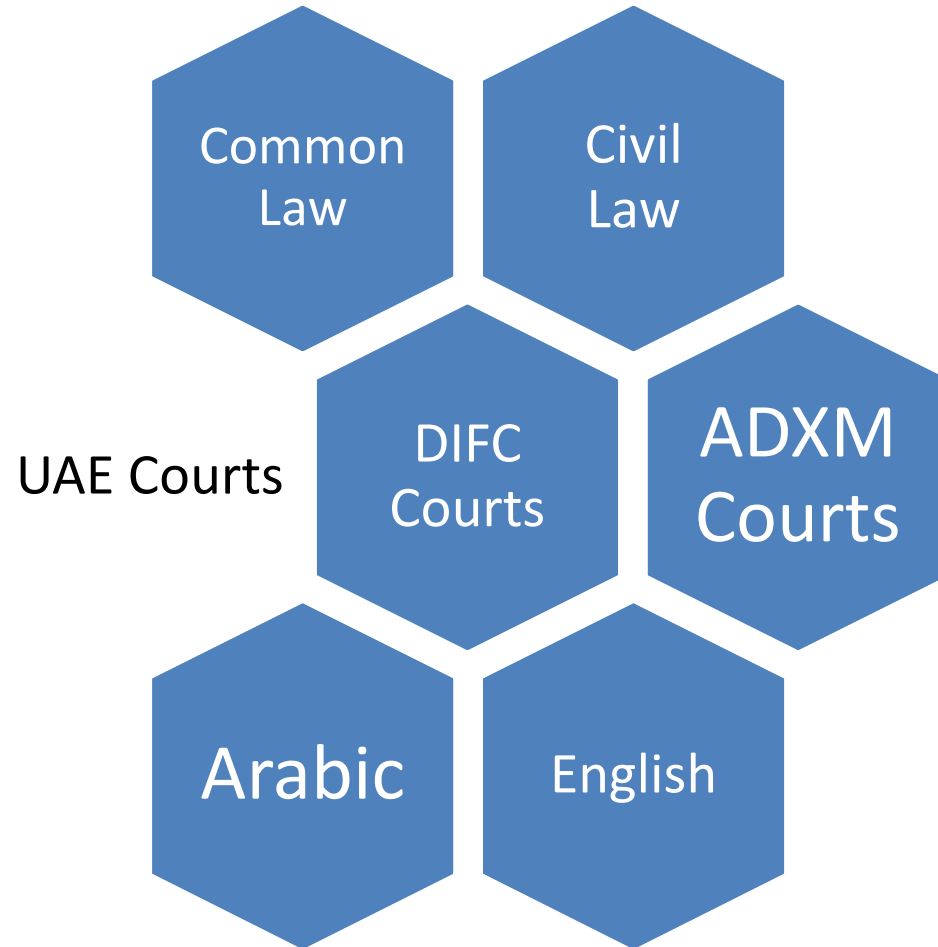 Common
Law
Civil
Law
UAE Courts
DIFC
Courts
ADXM
Courts
Arabic
English